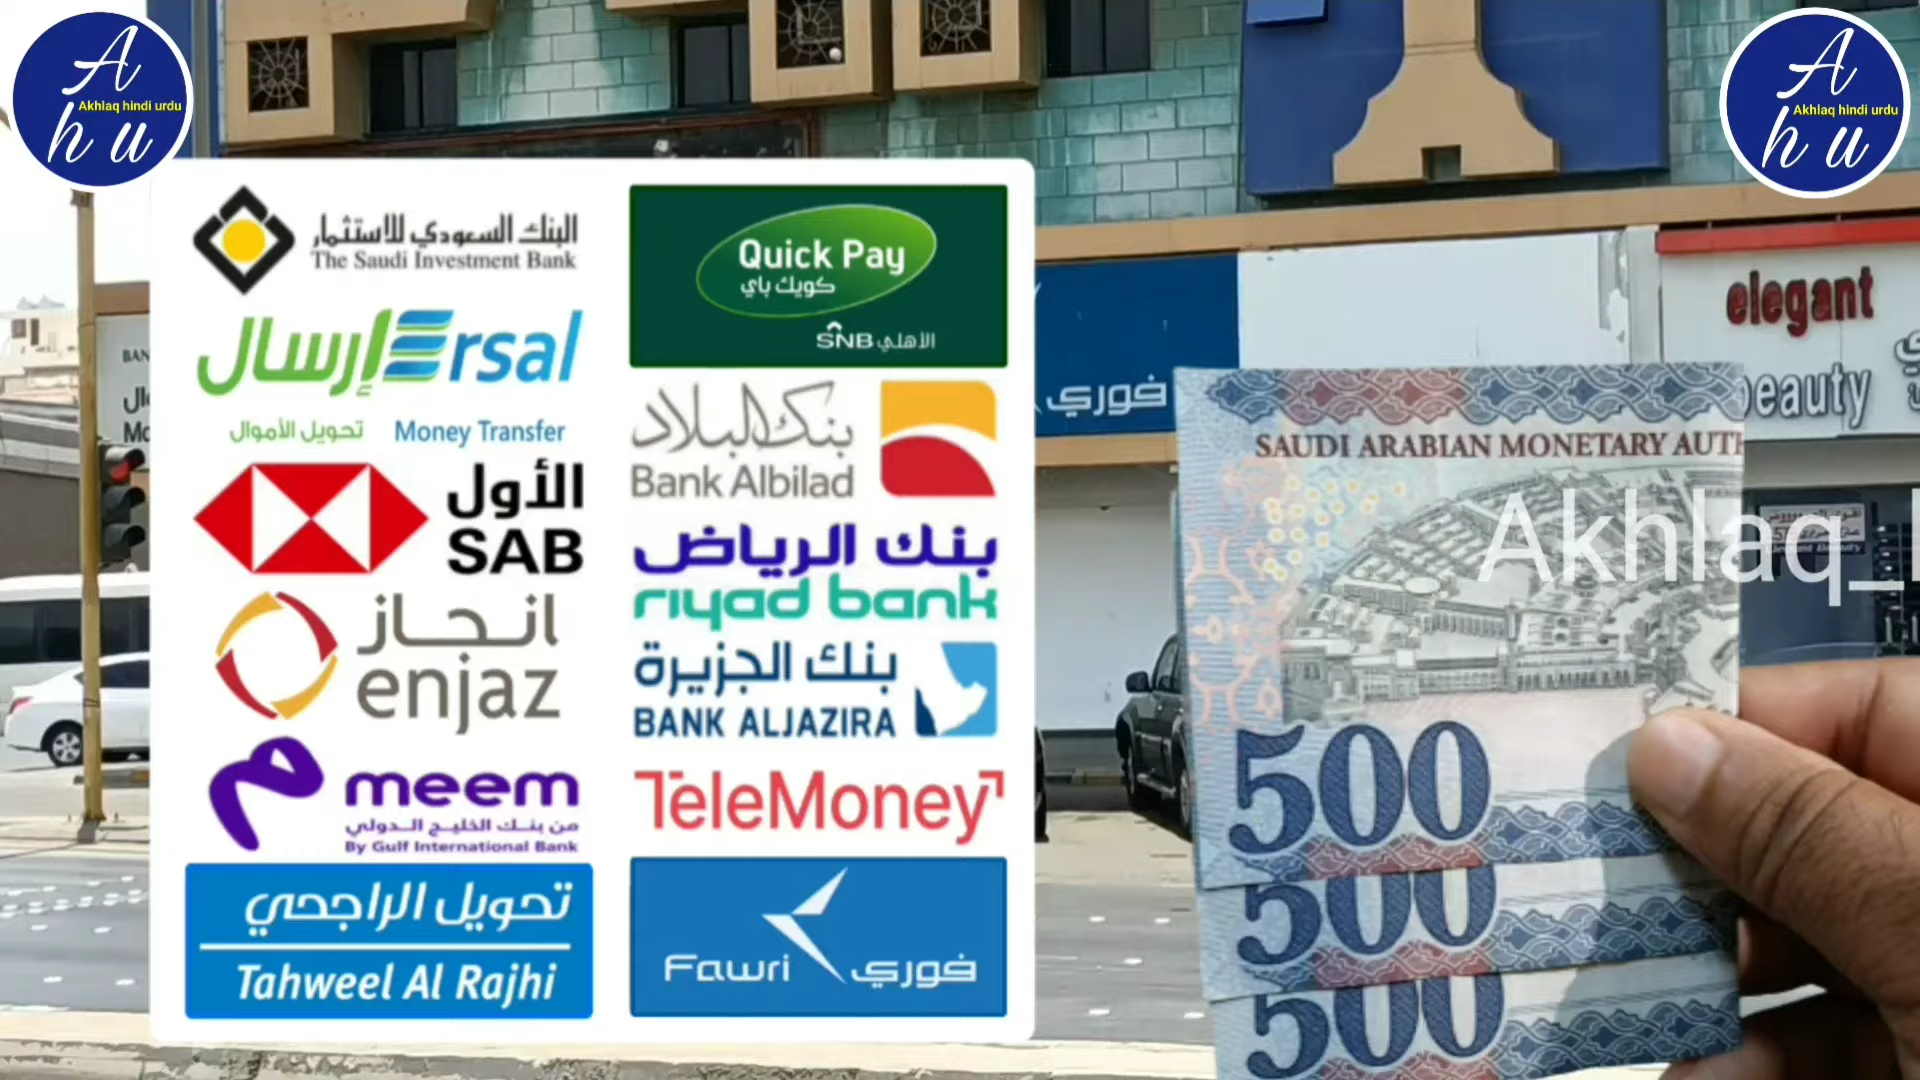 A
Akhlaq hindi urdu
h u
A
Akhlaq hindi urdu
h u
البنك السعودي للاستثمار
The Saudi Investment Bank
Quick Pay
كويك باي
SNB الأهلي
إرسال Ersal
تحويل الأموال Money Transfer
بنك البلاد
Bank Albilad
الأول
SAB
بنك الرياض
riyad bank
انجاز
enjaz
بنك الجزيرة
BANK ALJAZIRA
meem
من بنك الخليج الدولي
By Gulf International Bank
TeleMoney
تحويل الراجحي
Tahweel Al Rajhi
Fawri فوري
فوري
elegant
beauty
SAUDI ARABIAN MONETARY AUTH
Akhlaq_
500
500
500